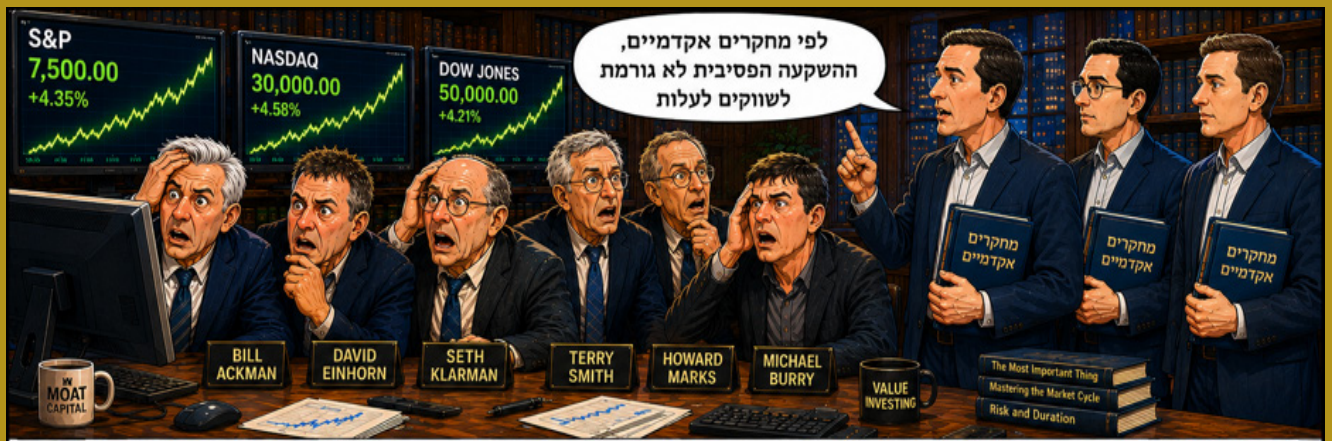 S&P
7,500.00
+4.35%
NASDAQ
30,000.00
+4.58%
DOW JONES
50,000.00
+4.21%
לפי מחקרים אקדמיים,
ההשקעה הפסיבית לא גורמת
לשווקים לעלות
מחקרים
אקדמיים
מחקרים
אקדמיים
מחקרים
אקדמיים
BILL
ACKMAN
DAVID
EINHORN
SETH
KLARMAN
TERRY
SMITH
HOWARD
MARKS
MICHAEL
BURRY
MOAT
CAPITAL
VALUE
INVESTING
The Most Important Thing
Mastering the Market Cycle
Risk and Duration